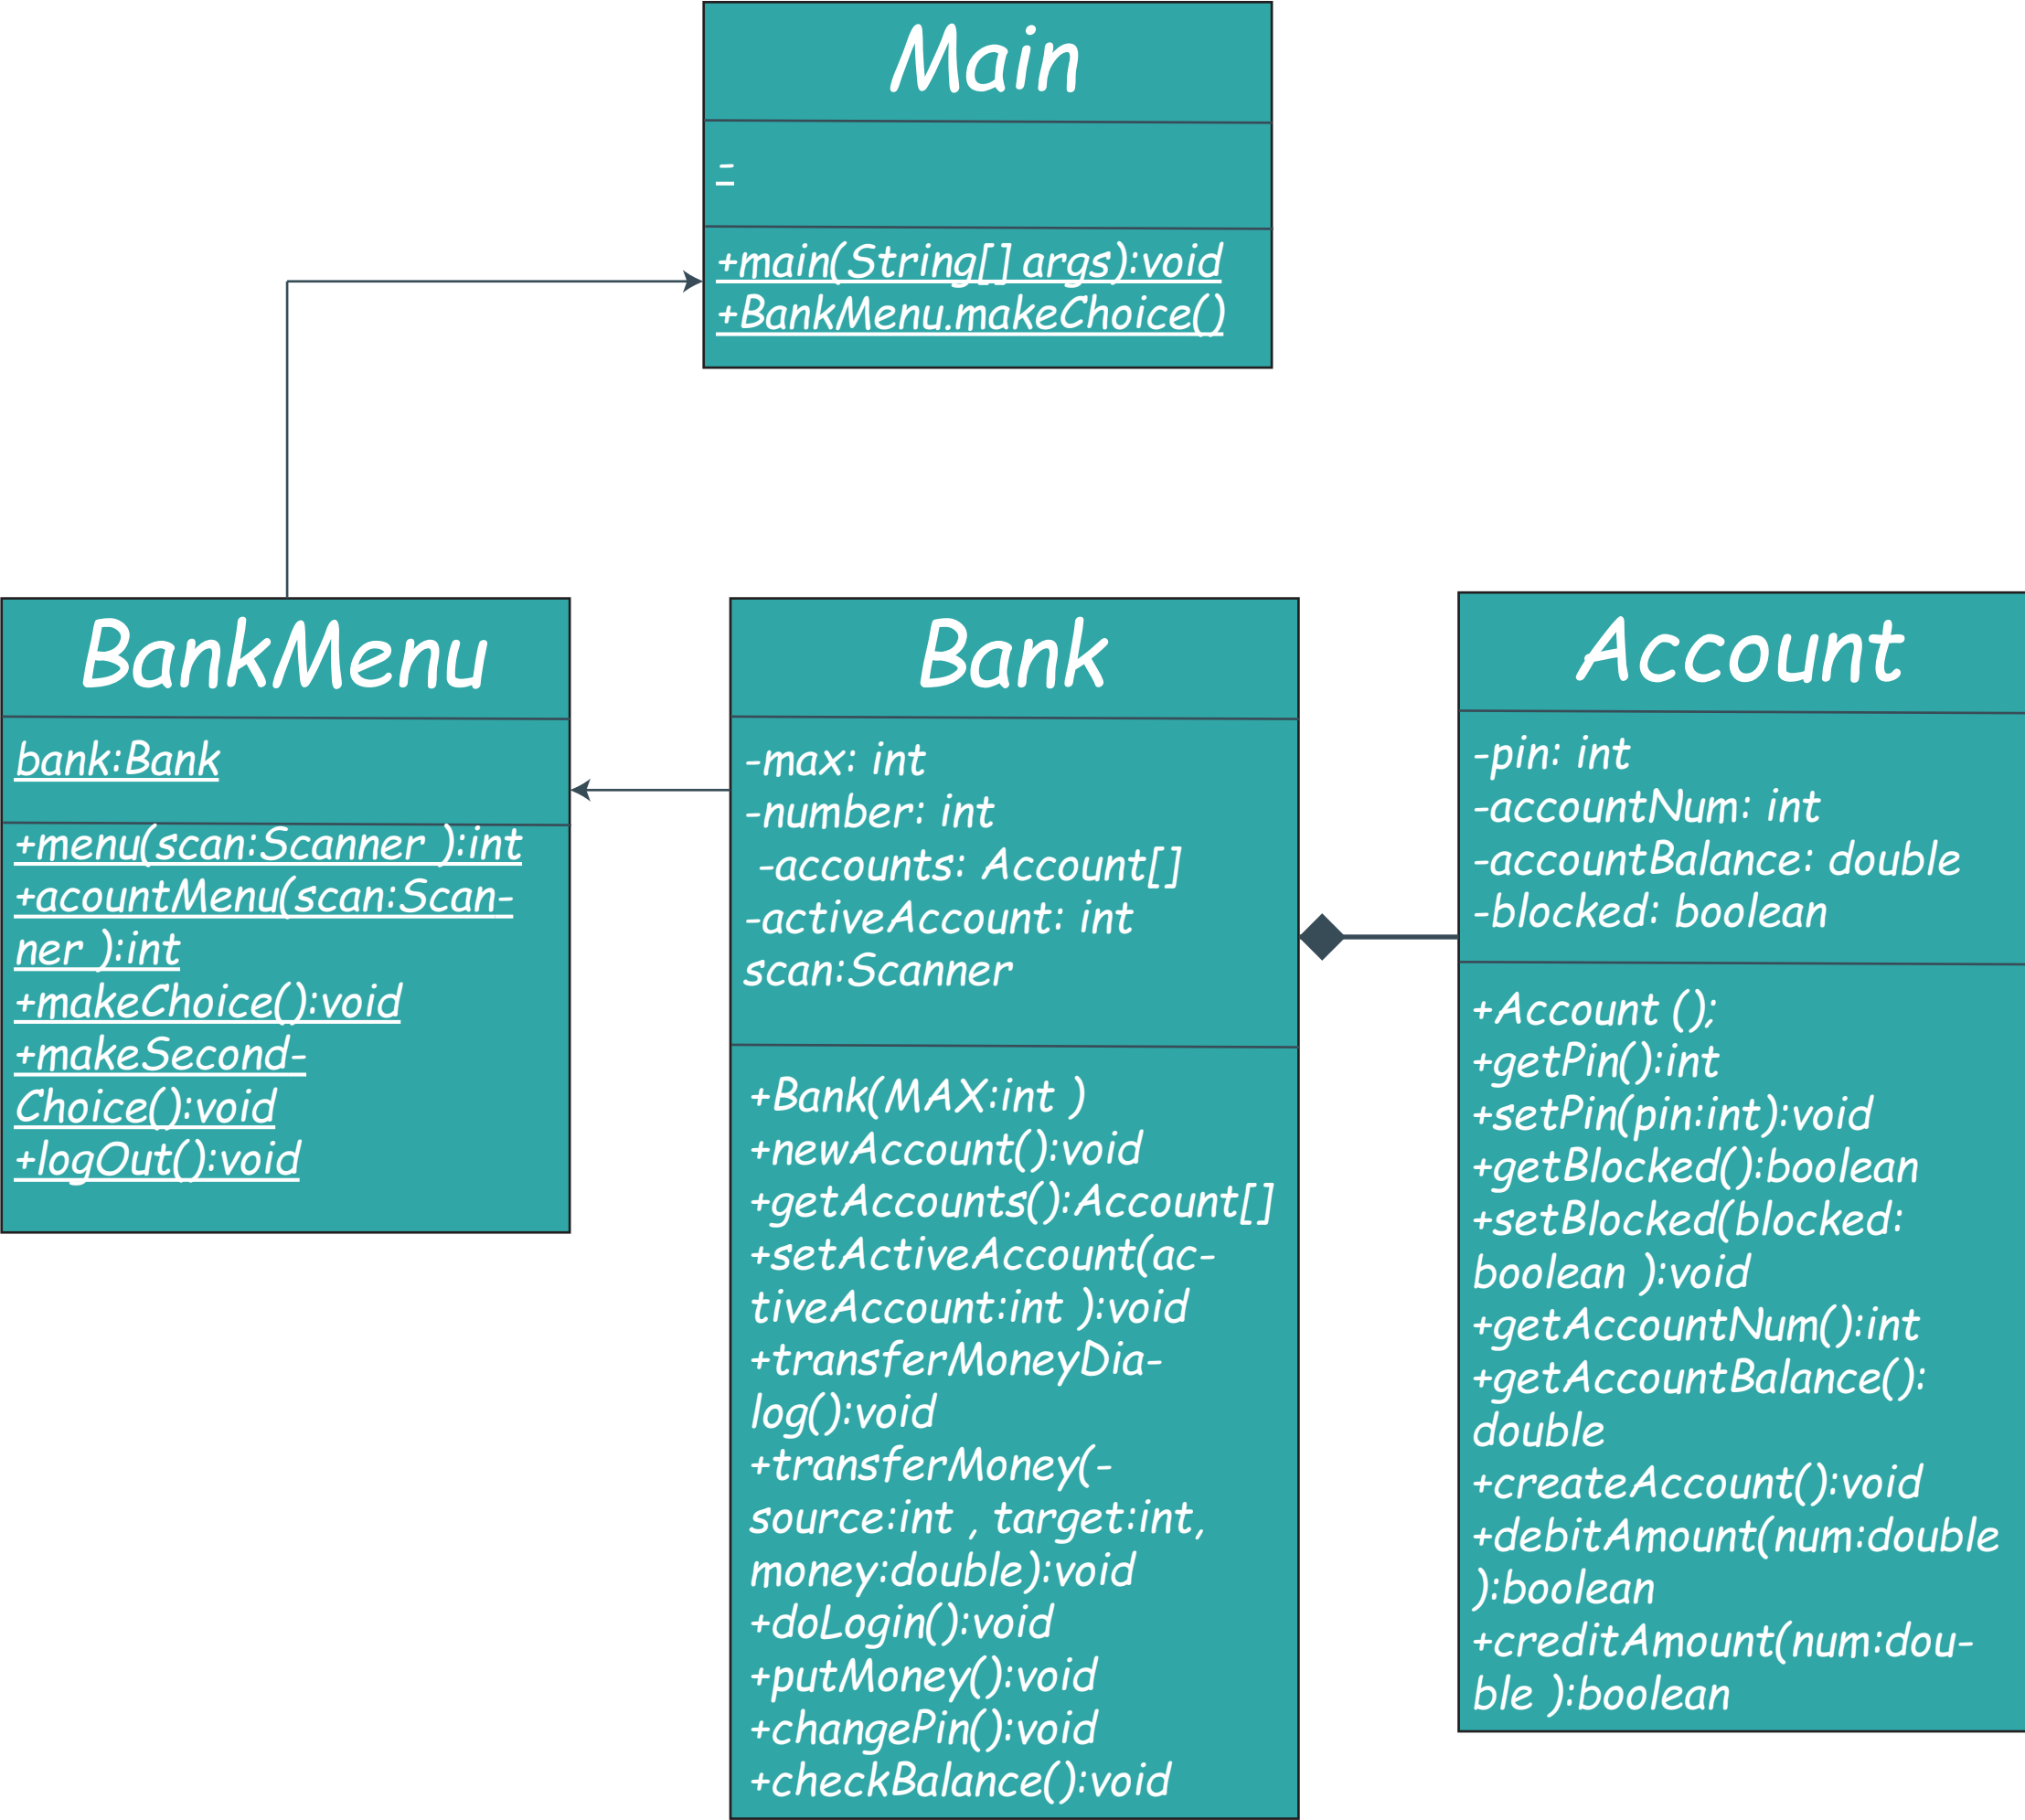 Main
-
+main(String[] args):void
+BankMenu.makeChoice()
BankMenu
bank:Bank
+menu(scan:Scanner ):int
+acountMenu(scan:Scan-
ner ):int
+makeChoice():void
+makeSecond-
Choice():void
+logOut():void
Bank
-max: int
-number: int
-accounts: Account[]
-activeAccount: int
scan:Scanner
+Bank(MAX:int )
+newAccount():void
+getAccounts():Account[]
+setActiveAccount(ac-
tiveAccount:int ):void
+transferMoneyDia-
log():void
+transferMoney(-
source:int , target:int,
money:double):void
+doLogin():void
+putMoney():void
+changePin():void
+checkBalance():void
Account
-pin: int
-accountNum: int
-accountBalance: double
-blocked: boolean
+Account ();
+getPin():int
+setPin(pin:int):void
+getBlocked():boolean
+setBlocked(blocked:
boolean ):void
+getAccountNum():int
+getAccountBalance():
double
+createAccount():void
+debitAmount(num:double
):boolean
+creditAmount(num:dou-
ble ):boolean